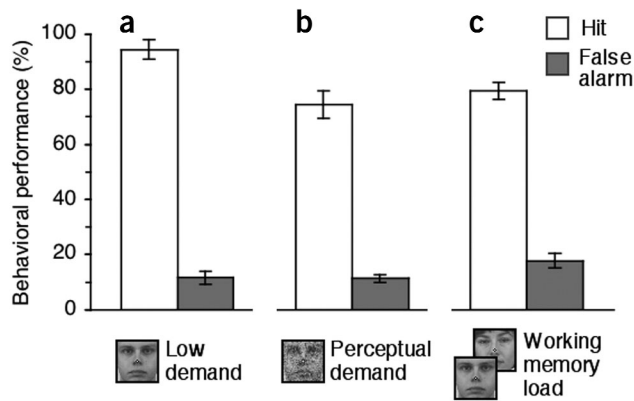 a
b
c
Hit
False
alarm
Behavioral performance (%)
100
80
60
40
20
0
Low
demand
Perceptual
demand
Working
memory
load